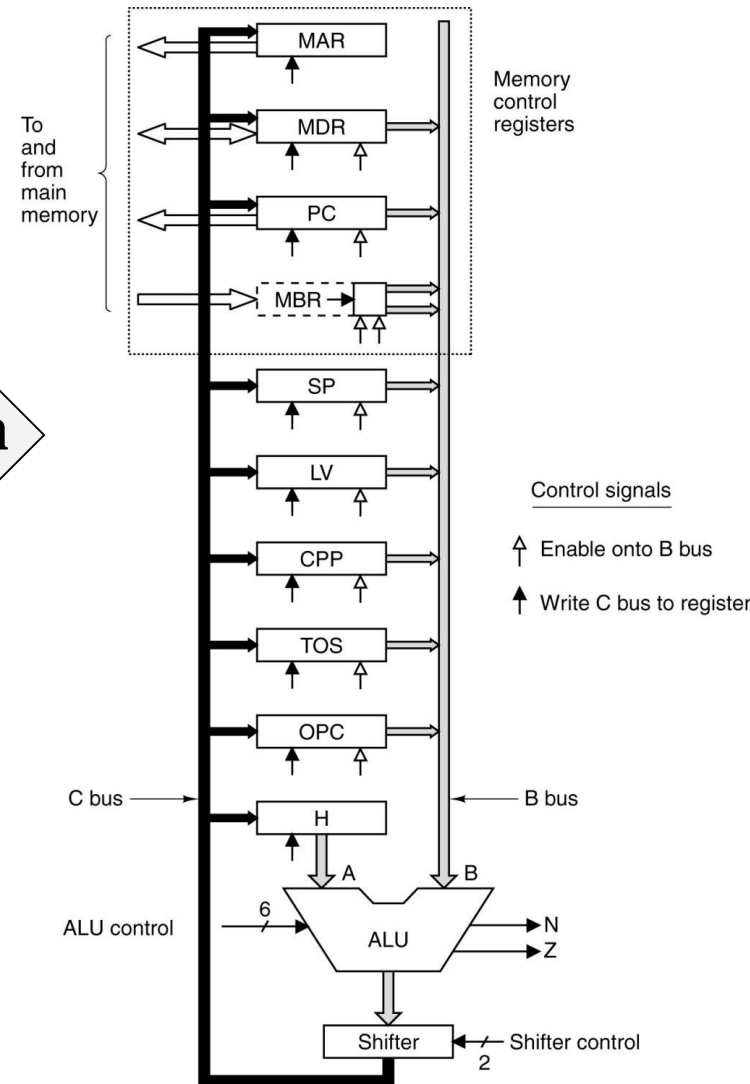 MAR
Memory
control
registers
To
and
from
main
memory
MDR
PC
MBR
SP
LV
Control signals
Enable onto B bus
CPP
Write C bus to register
TOS
OPC
C bus
B bus
H
A
B
6
ALU control
ALU
N
Z
Shifter
Shifter control
2